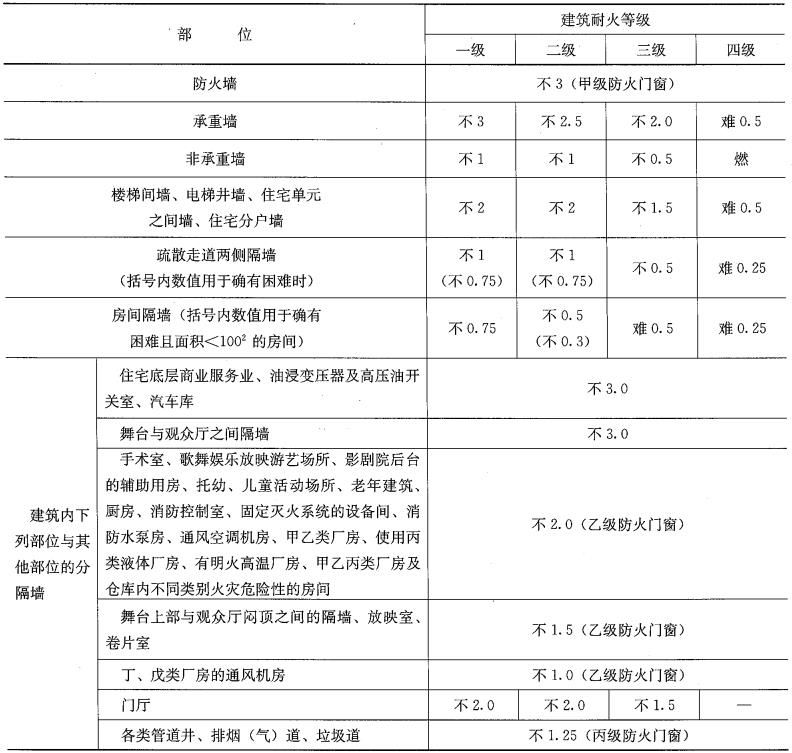 部 位
建筑耐火等级
一级 二级 三级 四级
防火墙 不3（甲级防火门窗）
承重墙 不3 不2.5 不2.0 难0.5
非承重墙 不1 不1 不0.5 燃
楼梯间墙、电梯井墙、住宅单元
之间墙、住宅分户墙
不2 不2 不1.5 难0.5
疏散走道两侧隔墙
（括号内数值用于确有困难时）
不1 不1 不0.5 难0.25
（不0.75） （不0.75）
房间隔墙（括号内数值用于确有
困难且面积＜100² 的房间）
不0.75 不0.5 难0.5 难0.25
（不0.3）
建筑内下
列部位与其
他部位的分
隔墙
住宅底层商业服务业、油浸变压器及高压油开
关室、汽车库
不3.0
舞台与观众厅之间隔墙 不3.0
手术室、歌舞娱乐放映游艺场所、影剧院后台
的辅助用房、托幼、儿童活动场所、老年建筑、
厨房、消防控制室、固定灭火系统的设备间、消
防水泵房、通风空调机房、甲乙类厂房、使用丙
类液体厂房、有明火高温厂房、甲乙丙类厂房及
仓库内不同类别火灾危险性的房间
不2.0（乙级防火门窗）
舞台上部与观众厅闷顶之间的隔墙、放映室、
卷片室
不1.5（乙级防火门窗）
丁、戊类厂房的通风机房 不1.0（乙级防火门窗）
门厅 不2.0 不2.0 不1.5 —
各类管道井、排烟（气）道、垃圾道 不1.25（丙级防火门窗）